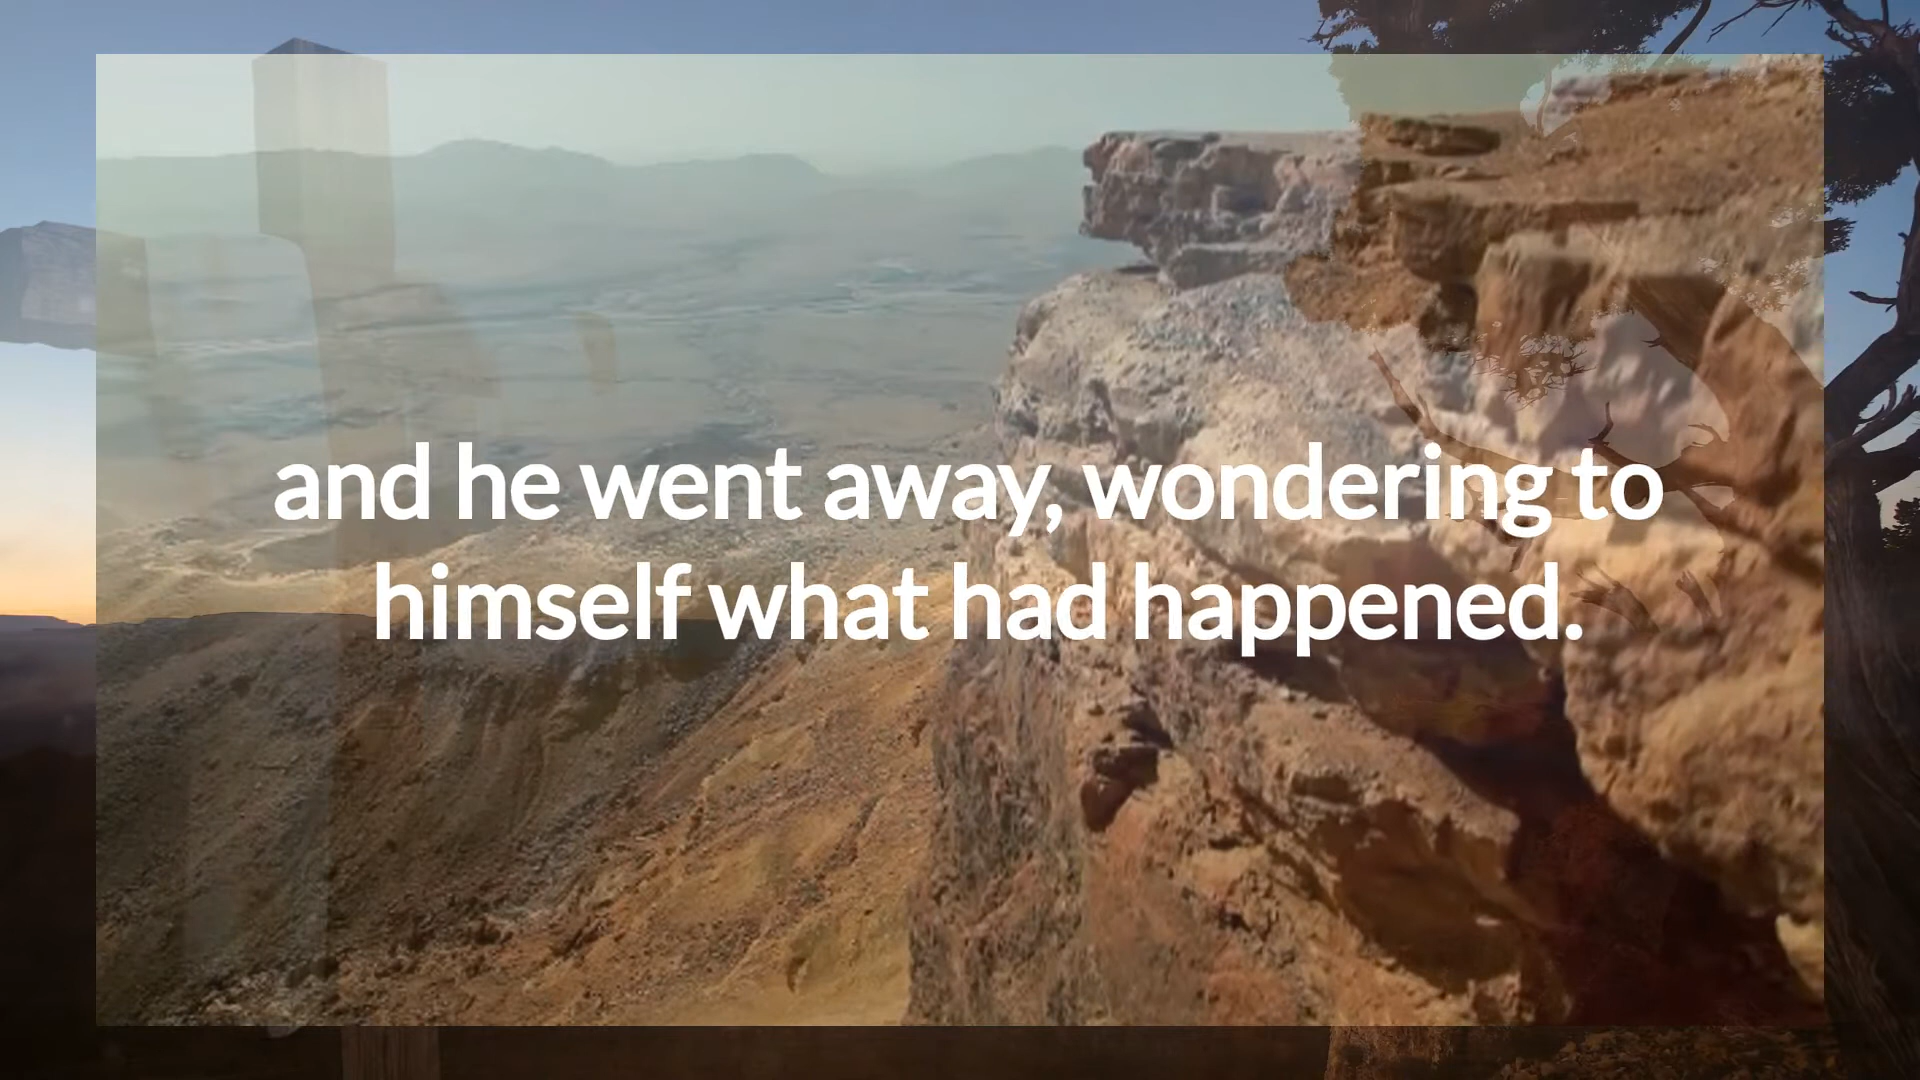 and he went away, wondering to
himself what had happened.